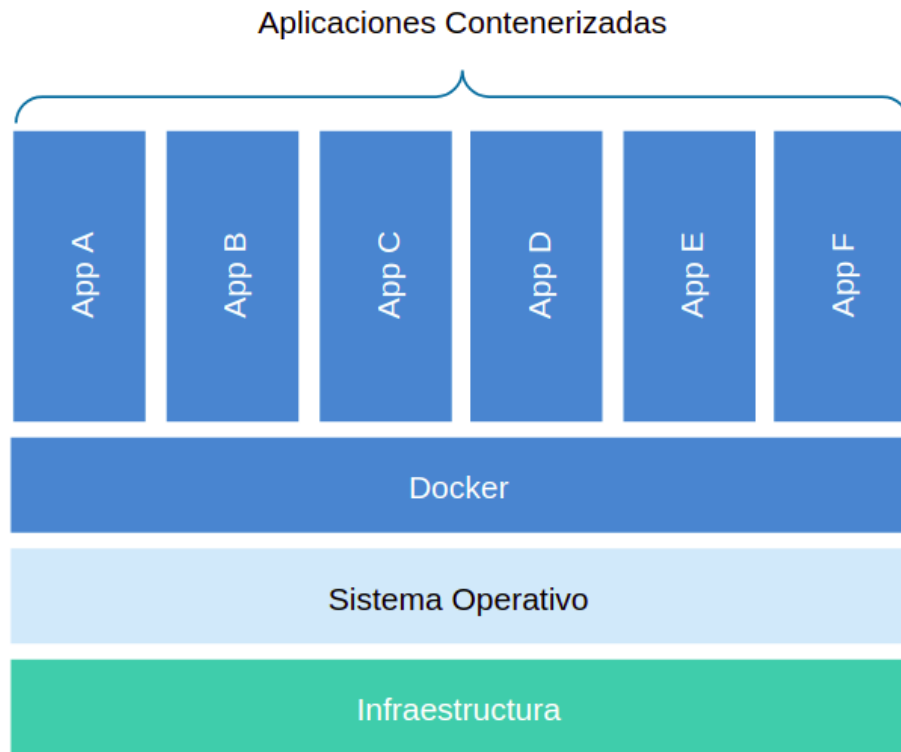 Aplicaciones Contenerizadas
App A
App B
App C
App D
App E
App F
Docker
Sistema Operativo
Infraestructura